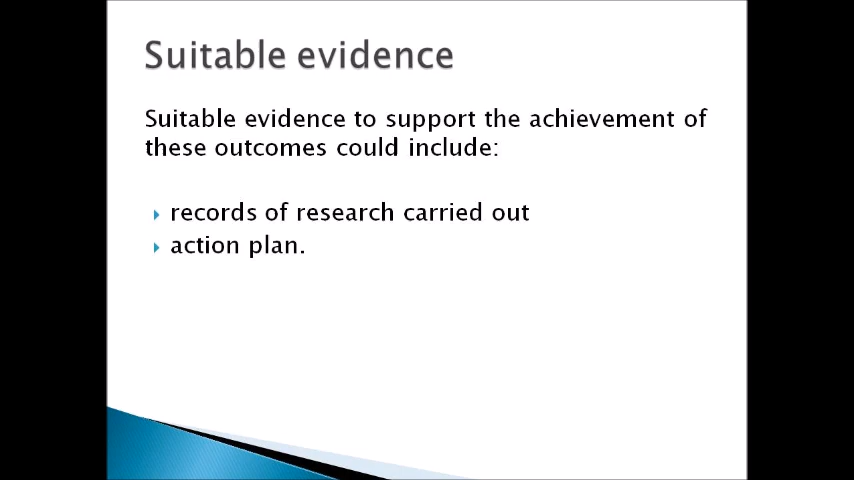 Suitable evidence
Suitable evidence to support the achievement of
these outcomes could include:
records of research carried out
action plan.